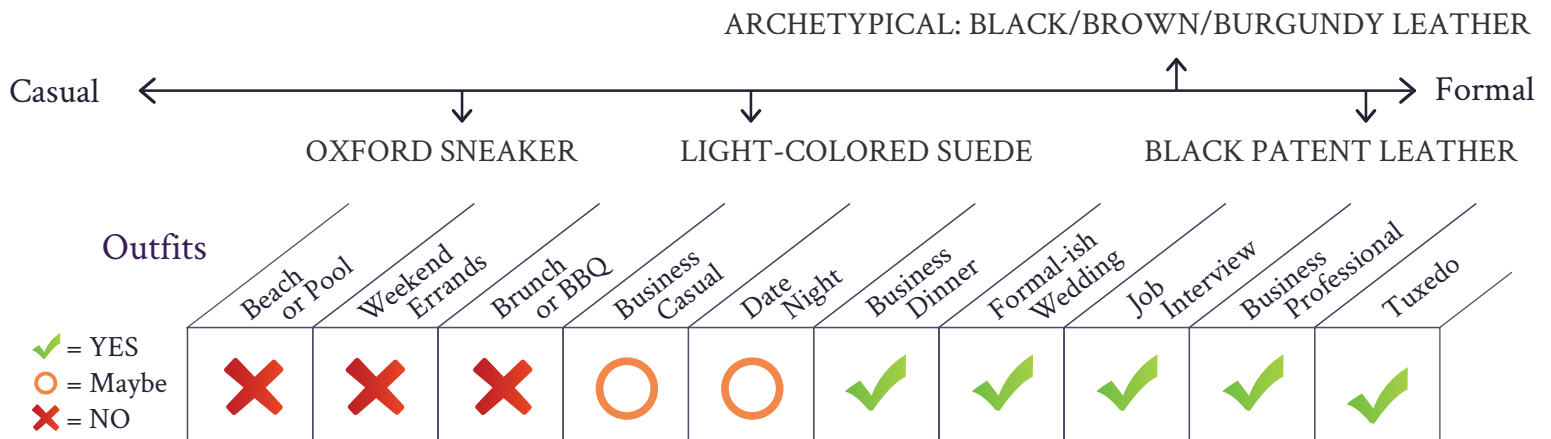 ARCHETYPICAL: BLACK/BROWN/BURGUNDY LEATHER
Casual
Formal
OXFORD SNEAKER
LIGHT-COLORED SUEDE
BLACK PATENT LEATHER
Outfits
Beach
or Pool
Weekend
Errands
Brunch
or BBQ
Business
Casual
Date
Night
Business
Dinner
Formal-ish
Wedding
Job
Interview
Business
Professional
Tuxedo
= YES
= Maybe
= NO